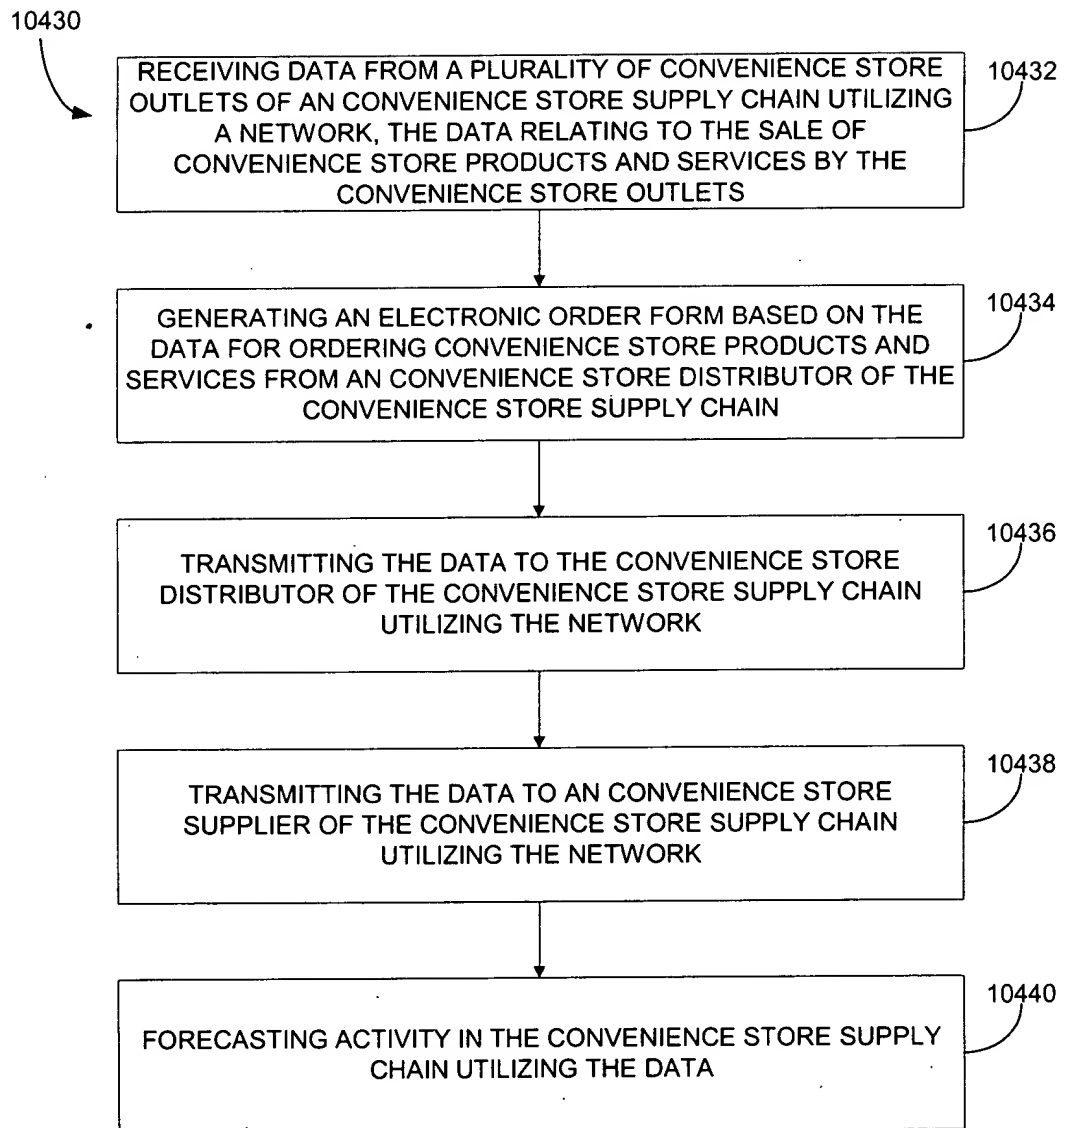 10430
RECEIVING DATA FROM A PLURALITY OF CONVENIENCE STORE
OUTLETS OF AN CONVENIENCE STORE SUPPLY CHAIN UTILIZING
A NETWORK, THE DATA RELATING TO THE SALE OF
CONVENIENCE STORE PRODUCTS AND SERVICES BY THE
CONVENIENCE STORE OUTLETS
10432
GENERATING AN ELECTRONIC ORDER FORM BASED ON THE
DATA FOR ORDERING CONVENIENCE STORE PRODUCTS AND
SERVICES FROM AN CONVENIENCE STORE DISTRIBUTOR OF THE
CONVENIENCE STORE SUPPLY CHAIN
10434
TRANSMITTING THE DATA TO THE CONVENIENCE STORE
DISTRIBUTOR OF THE CONVENIENCE STORE SUPPLY CHAIN
UTILIZING THE NETWORK
10436
TRANSMITTING THE DATA TO AN CONVENIENCE STORE
SUPPLIER OF THE CONVENIENCE STORE SUPPLY CHAIN
UTILIZING THE NETWORK
10438
FORECASTING ACTIVITY IN THE CONVENIENCE STORE SUPPLY
CHAIN UTILIZING THE DATA
10440